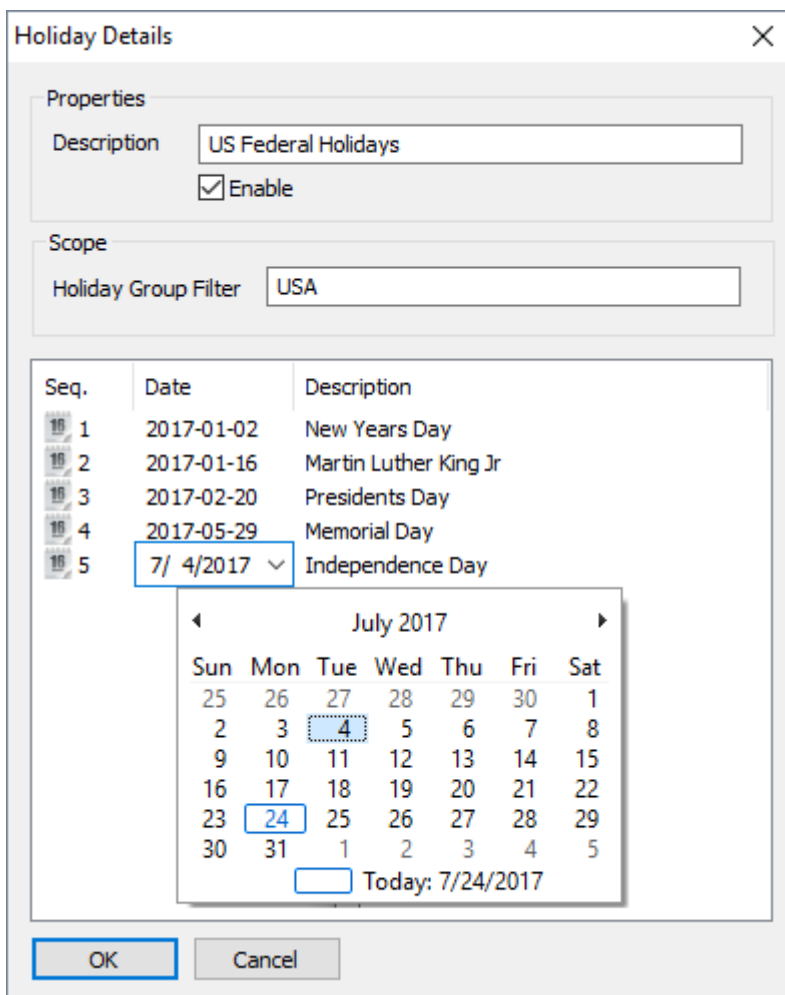 Holiday Details
Properties
Description US Federal Holidays
Enable
Scope
Holiday Group Filter USA
Seq. Date Description
16 1 2017-01-02 New Years Day
16 2 2017-01-16 Martin Luther King Jr
16 3 2017-02-20 Presidents Day
16 4 2017-05-29 Memorial Day
16 5 7/ 4/2017 Independence Day
July 2017
Sun Mon Tue Wed Thu Fri Sat
25 26 27 28 29 30 1
2 3 4 5 6 7 8
9 10 11 12 13 14 15
16 17 18 19 20 21 22
23 24 25 26 27 28 29
30 31 1 2 3 4 5
Today: 7/24/2017
OK Cancel